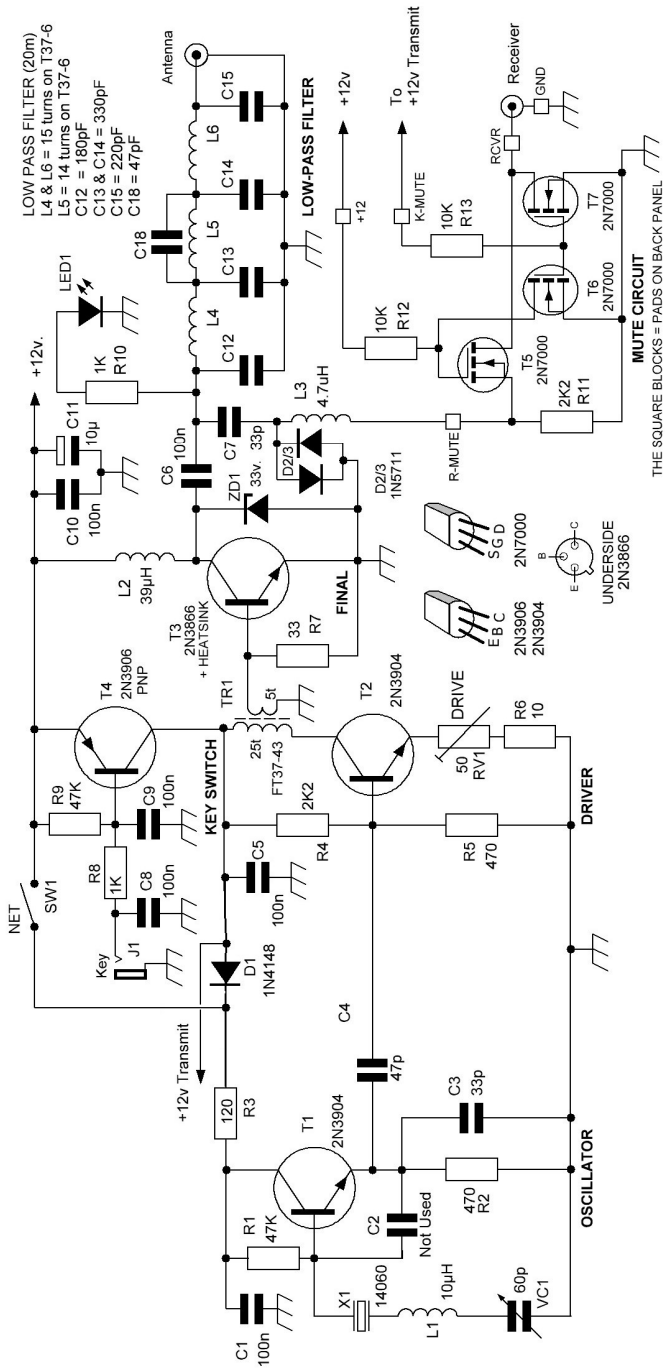 LOW PASS FILTER (20m)
L4 & L6 = 15 turns on T37-6
L5 = 14 turns on T37-6
C12 = 180pF
C13 & C14 = 330pF
C15 = 220pF
C18 = 47pF
NET
SW1
R9
47K
T4
2N3906
PNP
L2
39µH
C10
100n
C11
10µ
+12v.
1K
R10
LED1
C18
Key
J1
R8
1K
C8
100n
C9
100n
KEY SWITCH
T3
2N3866
+ HEATSINK
C6
100n
L4
L5
L6
Antenna
C12
C13
C14
C15
LOW-PASS FILTER
+12v Transmit
D1
1N4148
C5
100n
TR1
25t
5t
FT37-43
33
R7
FINAL
ZD1
33v.
C7
33p
D2/3
L3
4.7uH
D2/3
1N5711
120
R3
R1
47K
C1
100n
T1
2N3904
C4
47p
2K2
R4
T2
2N3904
DRIVE
50
RV1
R6
10
R5
470
DRIVER
X1
14060
L1
10µH
60p
VC1
C2
Not Used
470
R2
C3
33p
OSCILLATOR
+12v
+12
10K
R12
To
+12v Transmit
K-MUTE
10K
R13
Receiver
RCVR
GND
T5
2N7000
T6
2N7000
T7
2N7000
R-MUTE
2K2
R11
MUTE CIRCUIT
THE SQUARE BLOCKS = PADS ON BACK PANEL
E
B
C
2N3906
2N3904
S
G
D
2N7000
B
E
C
UNDERSIDE
2N3866